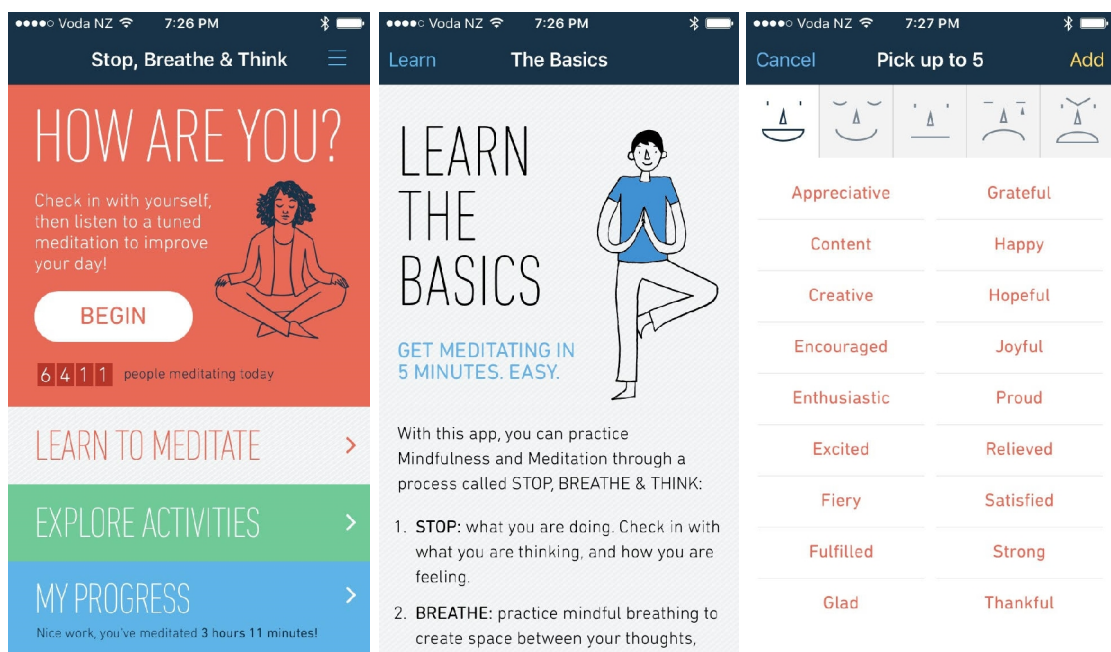 Voda NZ 7:26 PM
Stop, Breathe & Think
HOW ARE YOU?
Check in with yourself,
then listen to a tuned
meditation to improve
your day!
BEGIN
6411 people meditating today
LEARN TO MEDITATE
EXPLORE ACTIVITIES
MY PROGRESS
Nice work, you've meditated 3 hours 11 minutes!
Voda NZ 7:26 PM
Learn The Basics
LEARN
THE
BASICS
GET MEDITATING IN
5 MINUTES. EASY.
With this app, you can practice
Mindfulness and Meditation through a
process called STOP, BREATHE & THINK:
1. STOP: what you are doing. Check in with
what you are thinking, and how you are
feeling.
2. BREATHE: practice mindful breathing to
create space between your thoughts,
Voda NZ 7:27 PM
Cancel Pick up to 5 Add
Appreciative Grateful
Content Happy
Creative Hopeful
Encouraged Joyful
Enthusiastic Proud
Excited Relieved
Fiery Satisfied
Fulfilled Strong
Glad Thankful